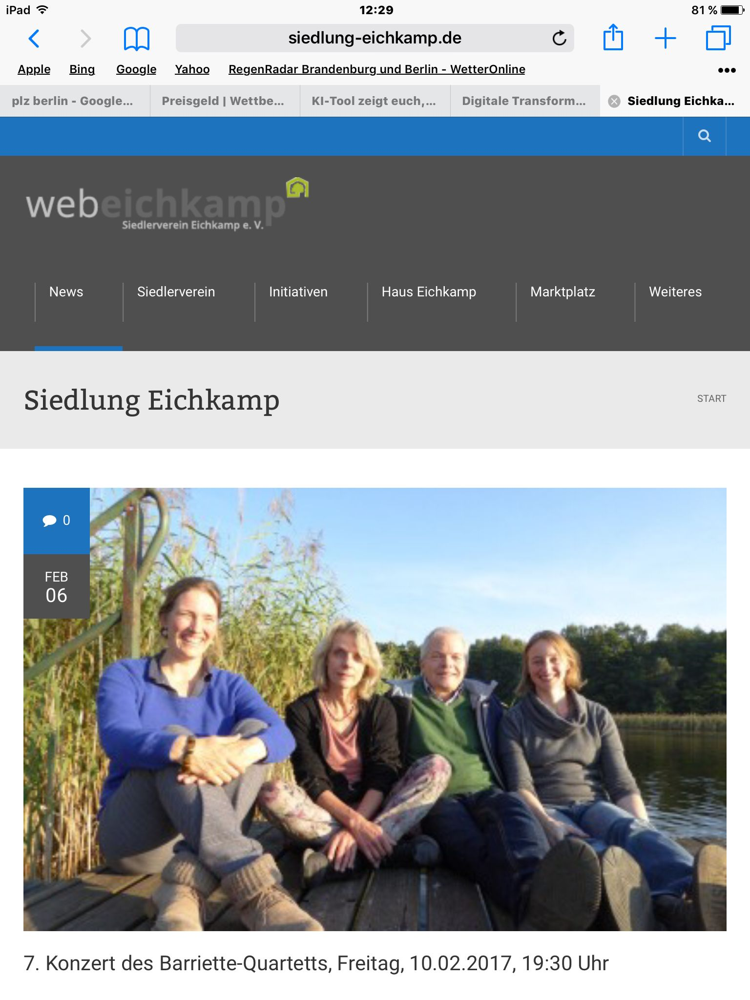 iPad
12:29
81 %
siedlung-eichkamp.de
Apple Bing Google Yahoo RegenRadar Brandenburg und Berlin - WetterOnline
plz berlin - Google... Preisgeld | Wettbe... KI-Tool zeigt euch,... Digitale Transform... Siedlung Eichka...
webeichkamp
Siedlerverein Eichkamp e. V.
News Siedlerverein Initiativen Haus Eichkamp Marktplatz Weiteres
Siedlung Eichkamp
START
0
FEB
06
7. Konzert des Barriette-Quartetts, Freitag, 10.02.2017, 19:30 Uhr